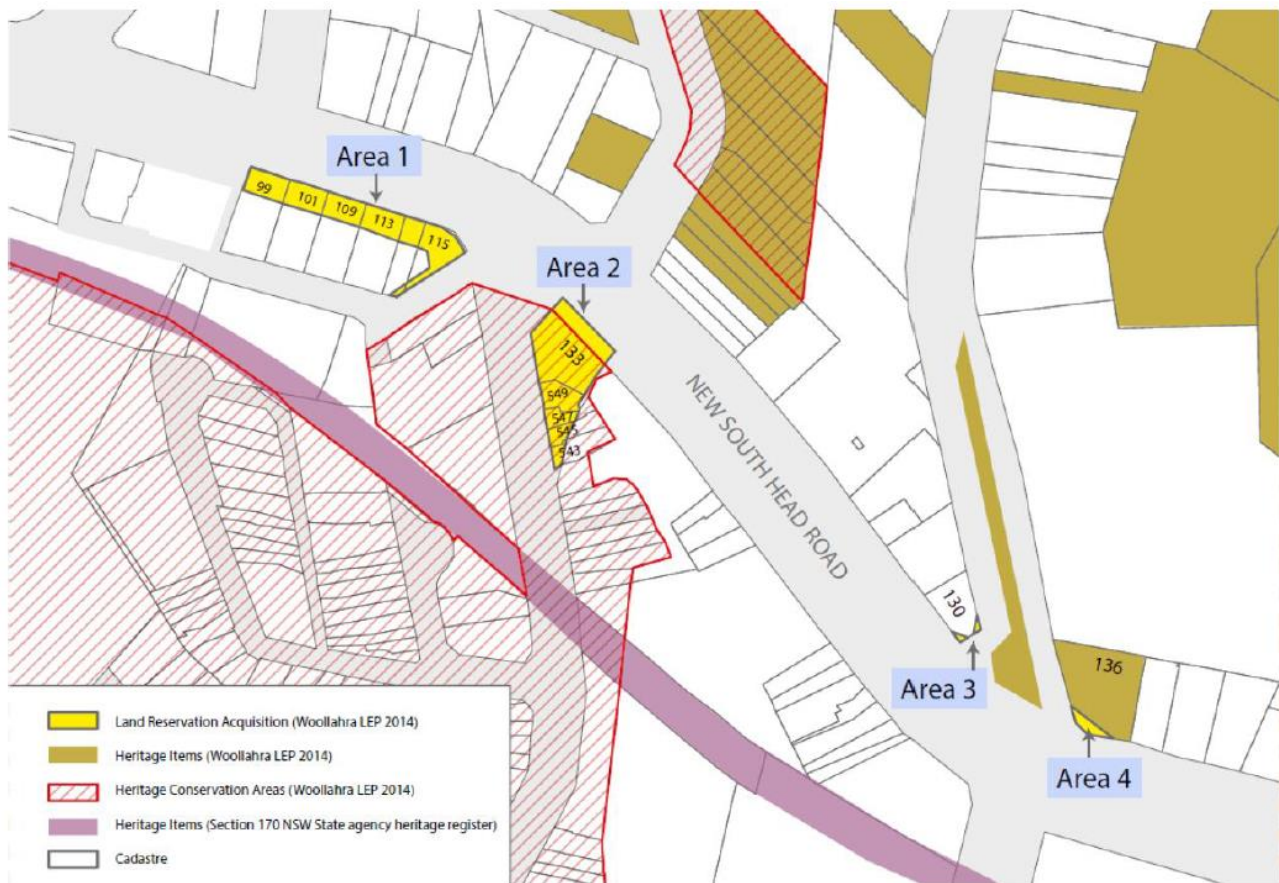 Area 1
99
101
109
113
115
Area 2
133
549
547
545
543
NEW SOUTH HEAD ROAD
130
Area 3
136
Area 4
Land Reservation Acquisition (Woollahra LEP 2014)
Heritage Items (Woollahra LEP 2014)
Heritage Conservation Areas (Woollahra LEP 2014)
Heritage Items (Section 170 NSW State agency heritage register)
Cadastre